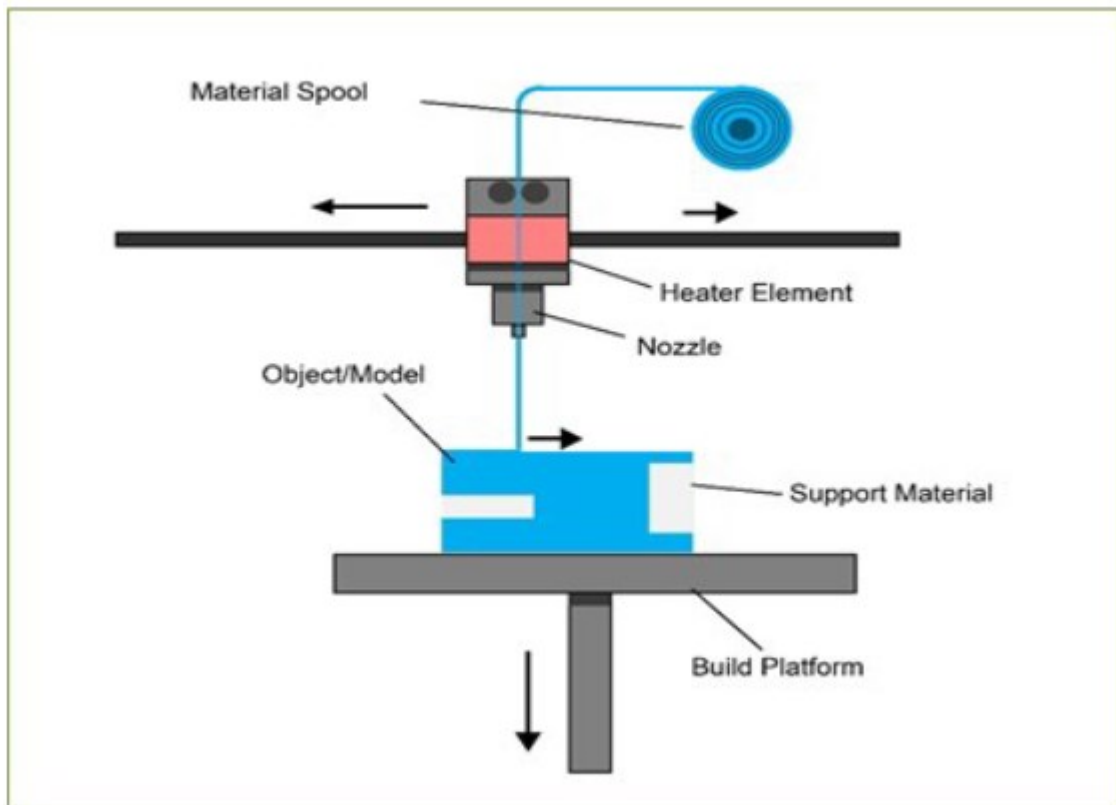 Material Spool
Heater Element
Nozzle
Object/Model
Support Material
Build Platform